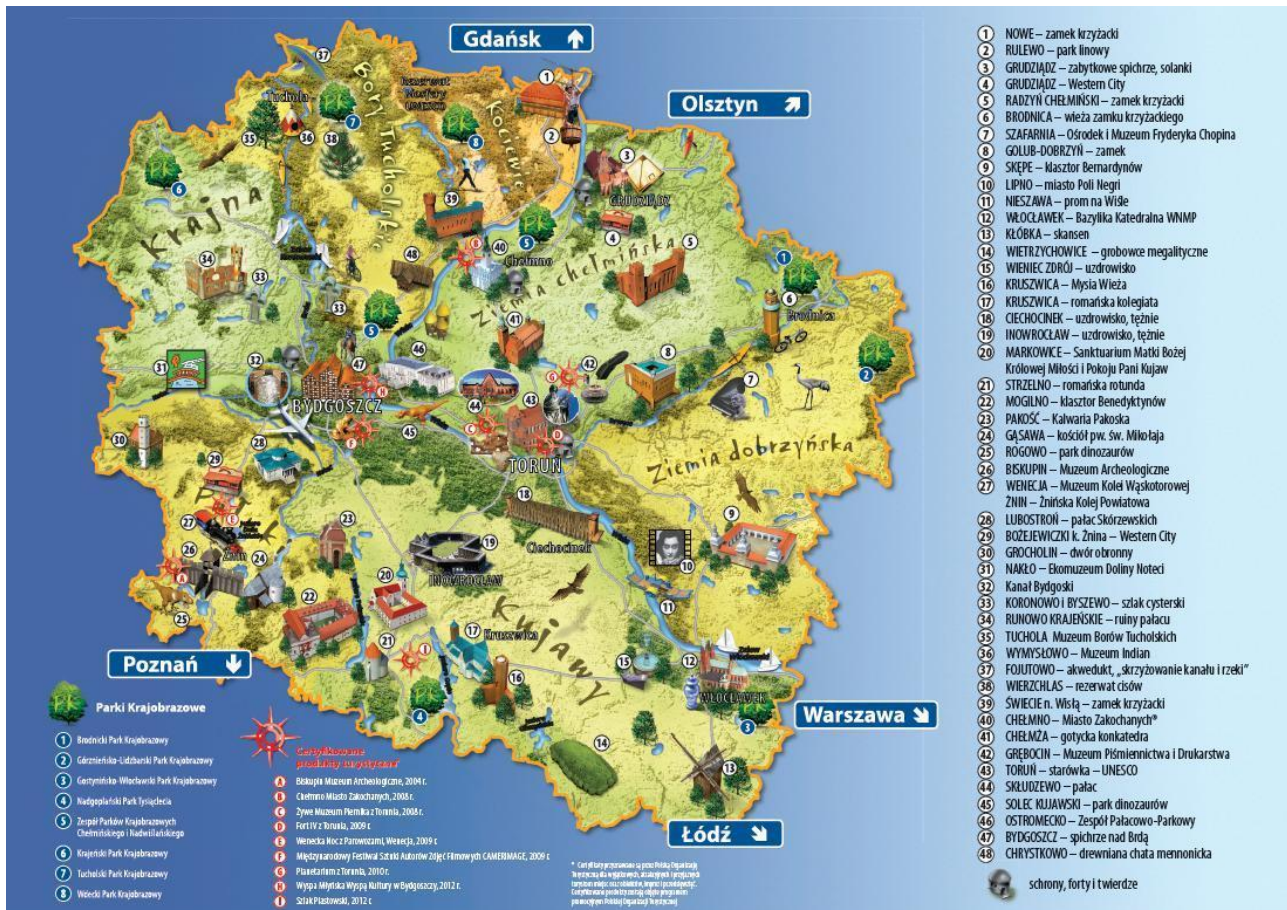 Gdańsk
Olsztyn
Bory Tucholskie
Kociewie
Tuchola
Krajna
GRUDZIĄDZ
Chełmno
Ziemia chełmińska
Brodnica
BYDGOSZCZ
TORUŃ
Ziemia dobrzyńska
Żnin
Ciechocinek
INOWROCŁAW
Kujawy
Kruszwica
WŁOCŁAWEK
Poznań
Warszawa
Łódź
Parki Krajobrazowe
1 Brodnicki Park Krajobrazowy
2 Górznieńsko-Lidzbarski Park Krajobrazowy
3 Gostynińsko-Włocławski Park Krajobrazowy
4 Nadgoplański Park Tysiąclecia
5 Zespół Parków Krajobrazowych
Chełmińskiego i Nadwiślańskiego
6 Krajeński Park Krajobrazowy
7 Tucholski Park Krajobrazowy
8 Wdecki Park Krajobrazowy
Certyfikowane
produkty turystyczne*
A Biskupin Muzeum Archeologiczne, 2004 r.
B Chełmno Miasto Zakochanych, 2008 r.
C Żywe Muzeum Piernika z Torunia, 2008 r.
D Fort IV z Torunia, 2009 r.
E Wenecka Noc z Parowozami, Wenecja, 2009 r.
F Międzynarodowy Festiwal Sztuki Autorów Zdjęć Filmowych CAMERIMAGE, 2009 r.
G Planetarium z Torunia, 2010 r.
H Wyspa Młyńska Wyspą Kultury w Bydgoszczy, 2012 r.
I Szlak Piastowski, 2012 r.
1 NOWE – zamek krzyżacki
2 RULEWO – park linowy
3 GRUDZIĄDZ – zabytkowe spichrze, solanki
4 GRUDZIĄDZ – Western City
5 RADZYŃ CHEŁMIŃSKI – zamek krzyżacki
6 BRODNICA – wieża zamku krzyżackiego
7 SZAFARNIA – Ośrodek i Muzeum Fryderyka Chopina
8 GOLUB-DOBRZYŃ – zamek
9 SKĘPE – klasztor Bernardynów
10 LIPNO – miasto Poli Negri
11 NIESZAWA – prom na Wiśle
12 WŁOCŁAWEK – Bazylika Katedralna WNMP
13 KŁÓBKA – skansen
14 WIETRZYCHOWICE – grobowce megalityczne
15 WIENIEC ZDRÓJ – uzdrowisko
16 KRUSZWICA – Mysia Wieża
17 KRUSZWICA – romańska kolegiata
18 CIECHOCINEK – uzdrowisko, tężnie
19 INOWROCŁAW – uzdrowisko, tężnie
20 MARKOWICE – Sanktuarium Matki Bożej
Królowej Miłości i Pokoju Pani Kujaw
21 STRZELNO – romańska rotunda
22 MOGILNO – klasztor Benedyktynów
23 PAKOŚĆ – Kalwaria Pakoska
24 GĄSAWA – kościół pw. św. Mikołaja
25 ROGOWO – park dinozaurów
26 BISKUPIN – Muzeum Archeologiczne
27 WENECJA – Muzeum Kolei Wąskotorowej
ŻNIN – Żnińska Kolej Powiatowa
28 LUBOSTROŃ – pałac Skórzewskich
29 BOŻEJEWICZKI k. Żnina – Western City
30 GROCHOLIN – dwór obronny
31 NAKŁO – Ekomuzeum Doliny Noteci
32 Kanał Bydgoski
33 KORONOWO i BYSZEWO – szlak cysterski
34 RUNOWO KRAJEŃSKIE – ruiny pałacu
35 TUCHOLA Muzeum Borów Tucholskich
36 WYMYSŁOWO – Muzeum Indian
37 FOJUTOWO – akwedukt, „skrzyżowanie kanału i rzeki”
38 WIERZCHLAS – rezerwat cisów
39 ŚWIECIE n. Wisłą – zamek krzyżacki
40 CHEŁMNO – Miasto Zakochanych®
41 CHEŁMŻA – gotycka konkatedra
42 GRĘBOCIN – Muzeum Piśmiennictwa i Drukarstwa
43 TORUŃ – starówka – UNESCO
44 SKŁUDZEWO – pałac
45 SOLEC KUJAWSKI – park dinozaurów
46 OSTROMECKO – Zespół Pałacowo-Parkowy
47 BYDGOSZCZ – spichrze nad Brdą
48 CHRYSTKOWO – drewniana chata mennonicka
schrony, forty i twierdze